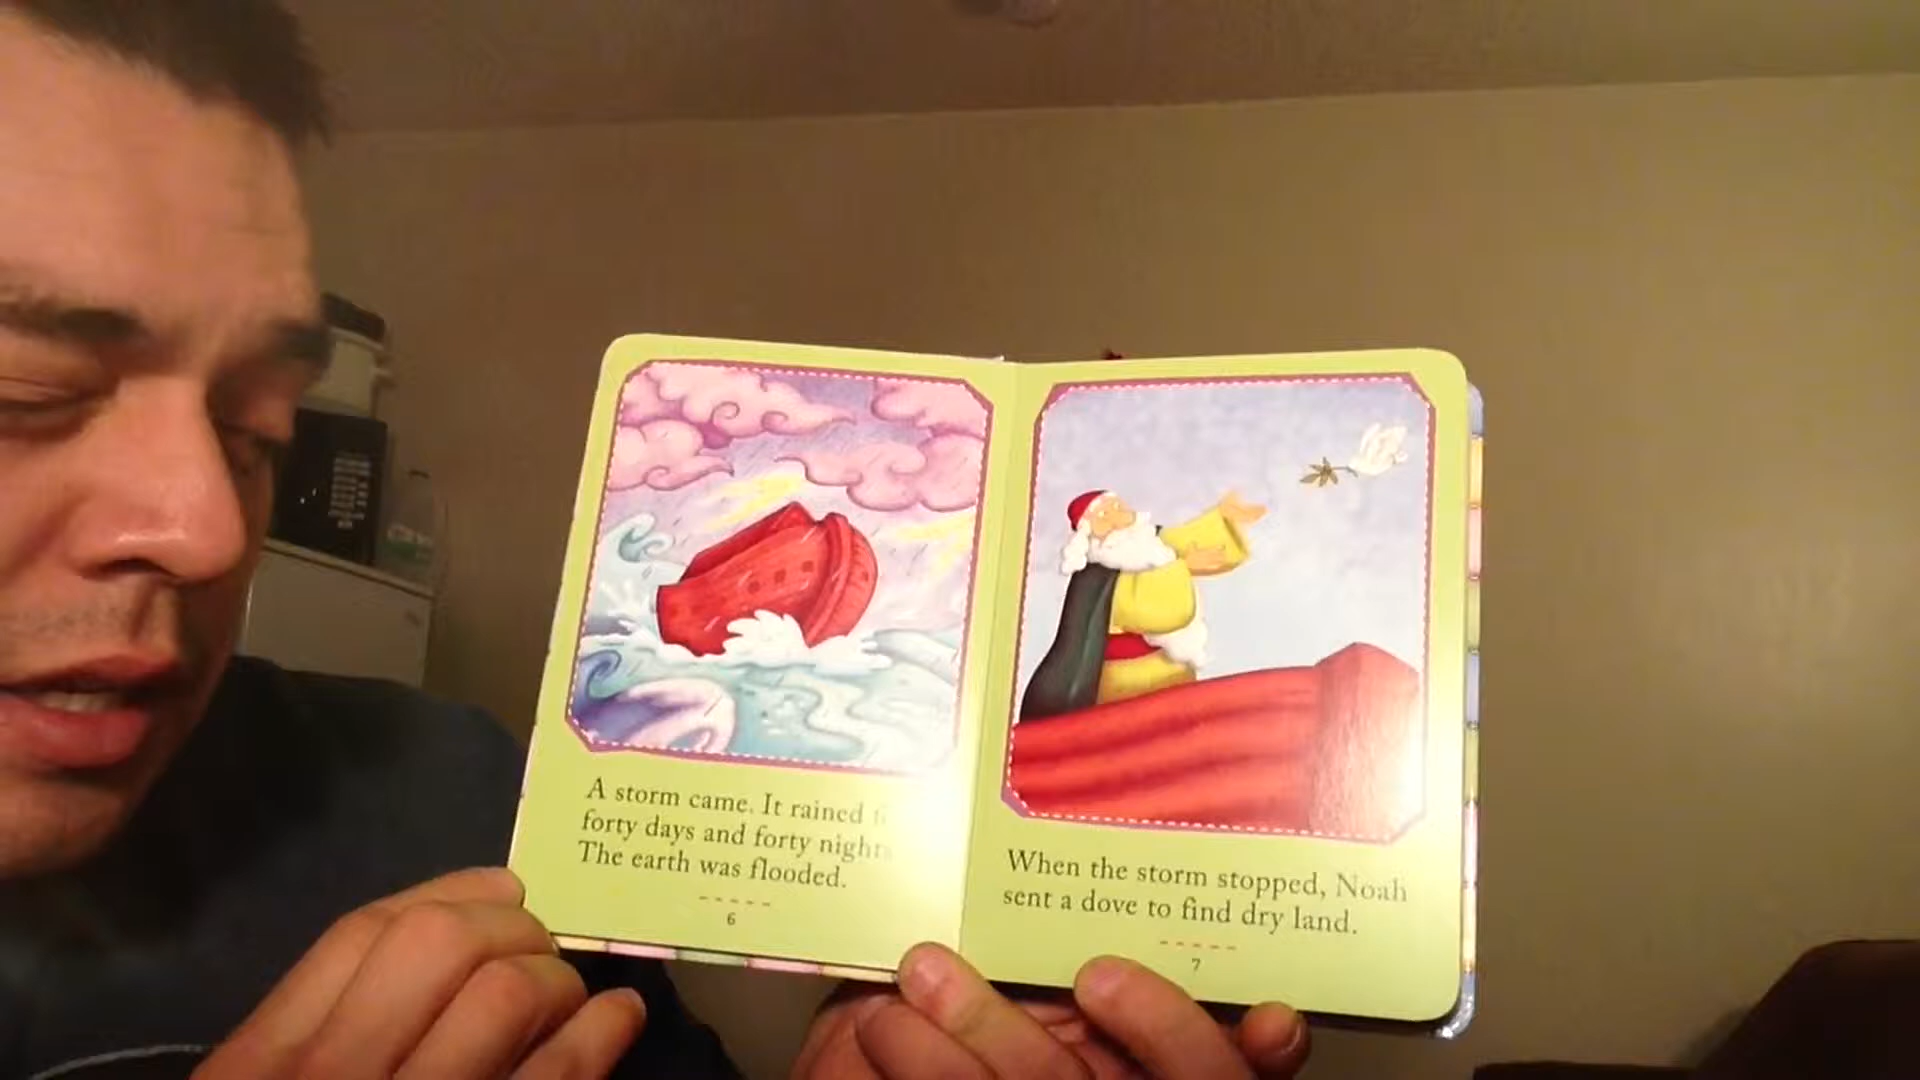 A storm came. It rained
forty days and forty nights
The earth was flooded.
6
When the storm stopped, Noah
sent a dove to find dry land.
7